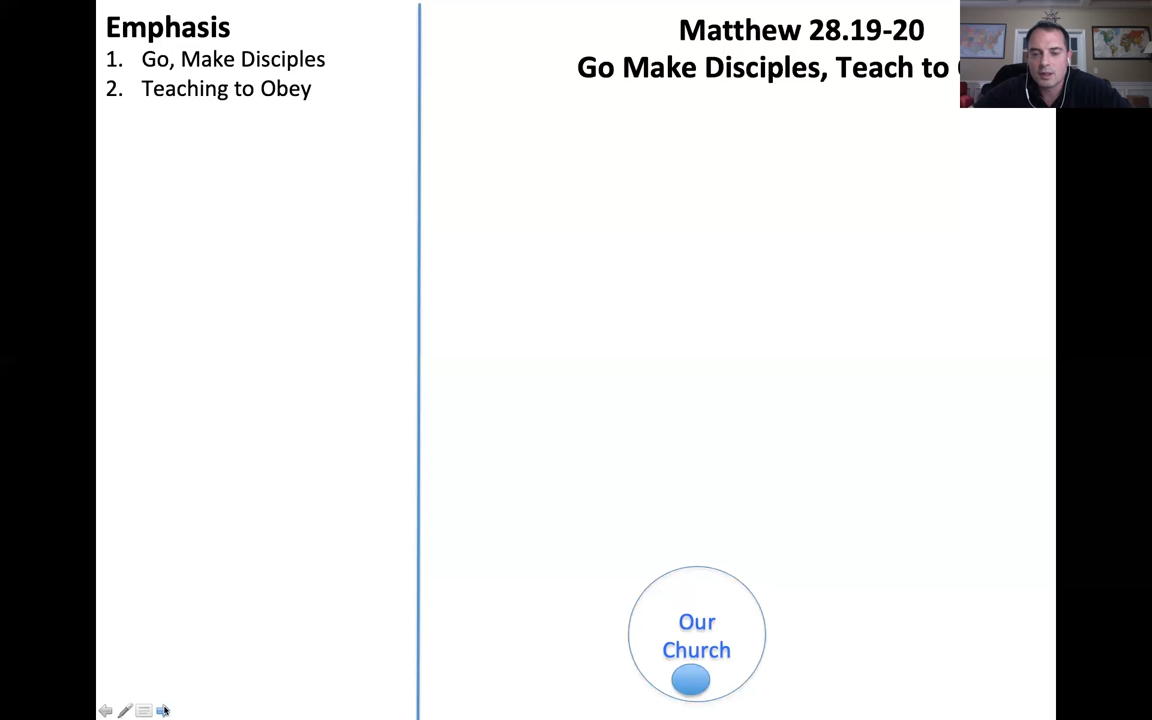 Emphasis
1. Go, Make Disciples
2. Teaching to Obey
Matthew 28.19-20
Go Make Disciples, Teach to
Our
Church